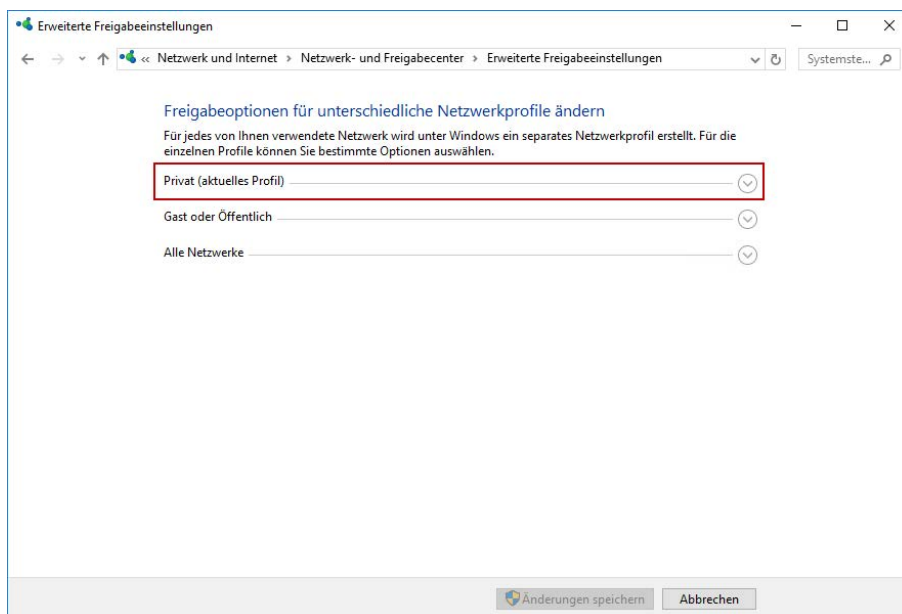 Erweiterte Freigabeeinstellungen
« Netzwerk und Internet > Netzwerk- und Freigabecenter > Erweiterte Freigabeeinstellungen
Systemste...
Freigabeoptionen für unterschiedliche Netzwerkprofile ändern
Für jedes von Ihnen verwendete Netzwerk wird unter Windows ein separates Netzwerkprofil erstellt. Für die
einzelnen Profile können Sie bestimmte Optionen auswählen.
Privat (aktuelles Profil)
Gast oder Öffentlich
Alle Netzwerke
Änderungen speichern
Abbrechen